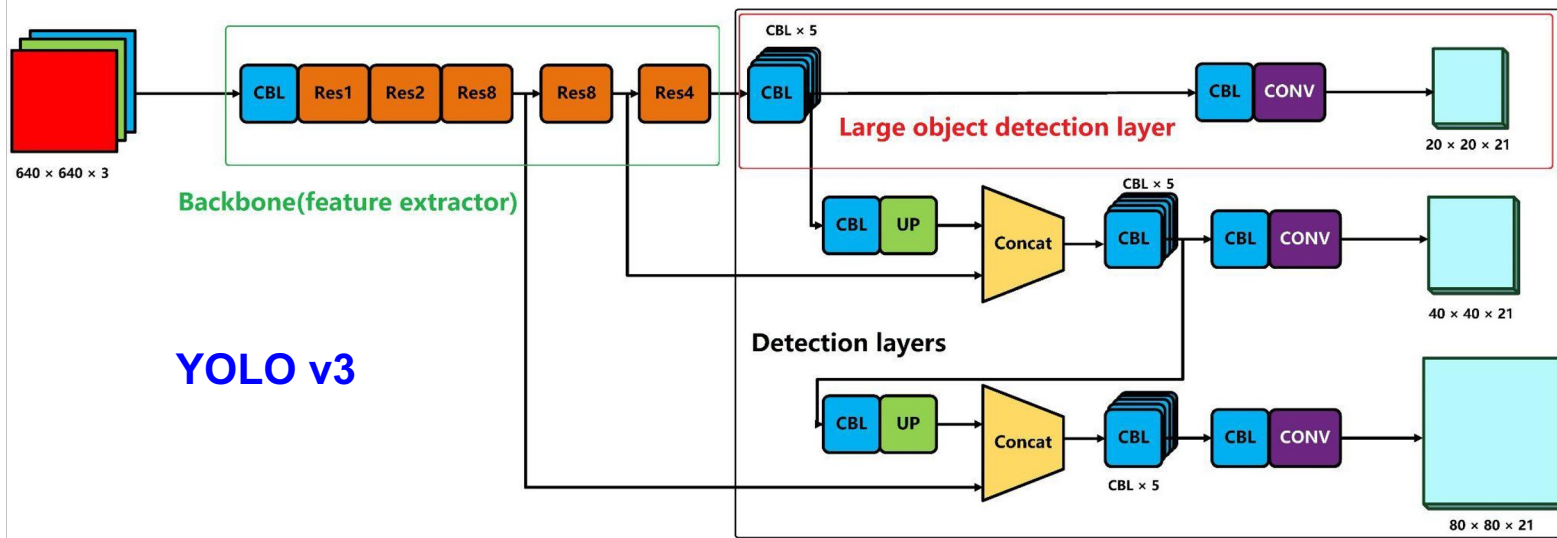 CBL × 5
CBL
Res1
Res2
Res8
Res8
Res4
CBL
CBL
CONV
Large object detection layer
20 × 20 × 21
640 × 640 × 3
Backbone(feature extractor)
CBL × 5
CBL
UP
Concat
CBL
CBL
CONV
40 × 40 × 21
Detection layers
YOLO v3
CBL
UP
Concat
CBL
CBL
CONV
CBL × 5
80 × 80 × 21